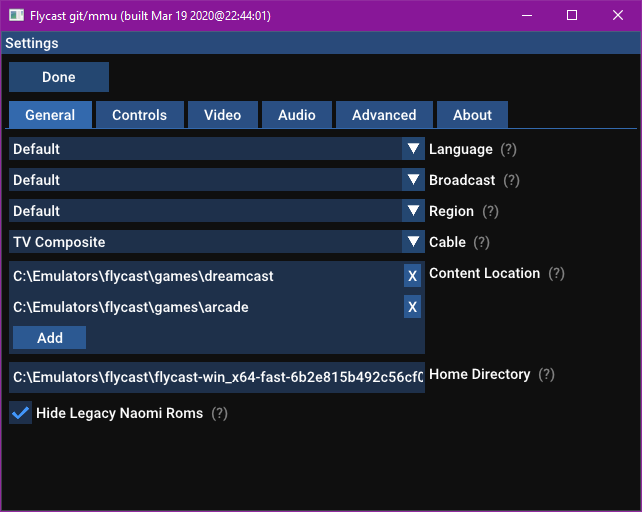 Flycast git/mmu (built Mar 19 2020@22:44:01)
Settings
Done
General Controls Video Audio Advanced About
Default Language (?)
Default Broadcast (?)
Default Region (?)
TV Composite Cable (?)
C:\Emulators\flycast\games\dreamcast X Content Location (?)
C:\Emulators\flycast\games\arcade X
Add
C:\Emulators\flycast\flycast-win_x64-fast-6b2e815b492c56cf0 Home Directory (?)
Hide Legacy Naomi Roms (?)